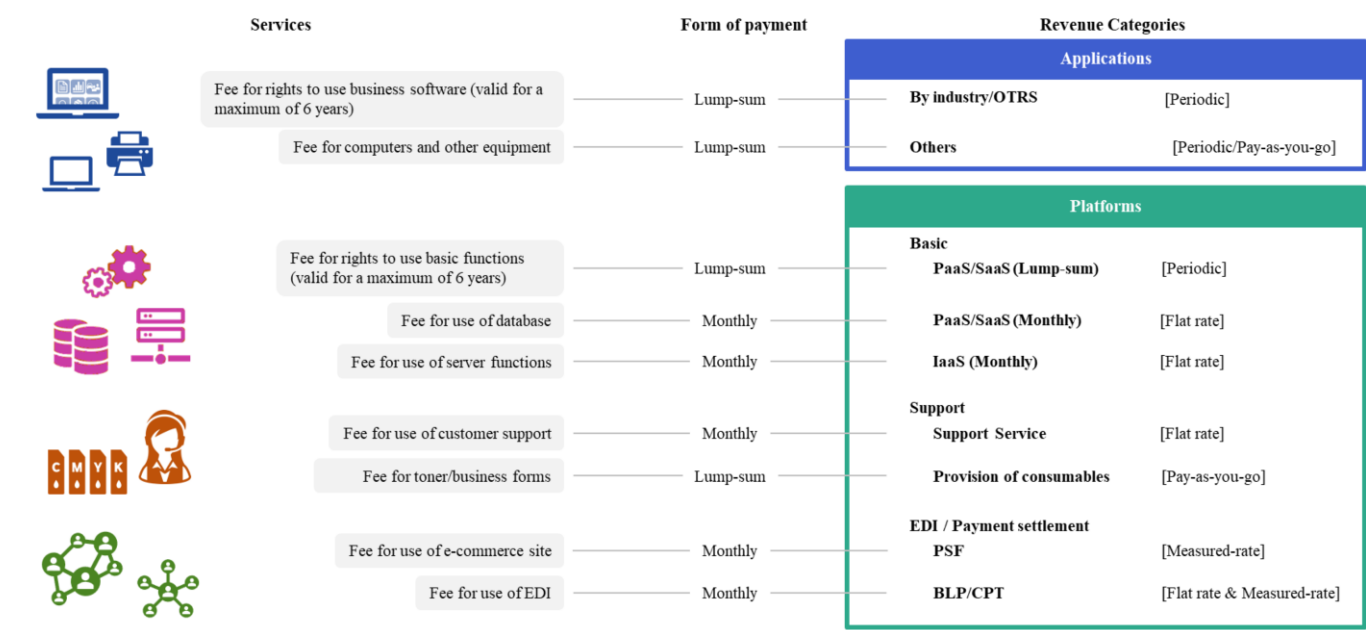 Services Form of payment Revenue Categories
Applications
Fee for rights to use business software (valid for a
maximum of 6 years)
Lump-sum By industry/OTRS [Periodic]
Fee for computers and other equipment Lump-sum Others [Periodic/Pay-as-you-go]
Platforms
Basic
Fee for rights to use basic functions
(valid for a maximum of 6 years)
Lump-sum PaaS/SaaS (Lump-sum) [Periodic]
Fee for use of database Monthly PaaS/SaaS (Monthly) [Flat rate]
Fee for use of server functions Monthly IaaS (Monthly) [Flat rate]
Support
Fee for use of customer support Monthly Support Service [Flat rate]
C M Y K
Fee for toner/business forms Lump-sum Provision of consumables [Pay-as-you-go]
EDI / Payment settlement
Fee for use of e-commerce site Monthly PSF [Measured-rate]
Fee for use of EDI Monthly BLP/CPT [Flat rate & Measured-rate]